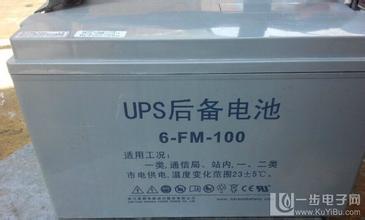 UPS后备电池
6-FM-100
适用工况:
一类,通信局、站内,一、二类
市电供电,温度变化范围23±5℃。
一步电子网
www.KuYiBu.com